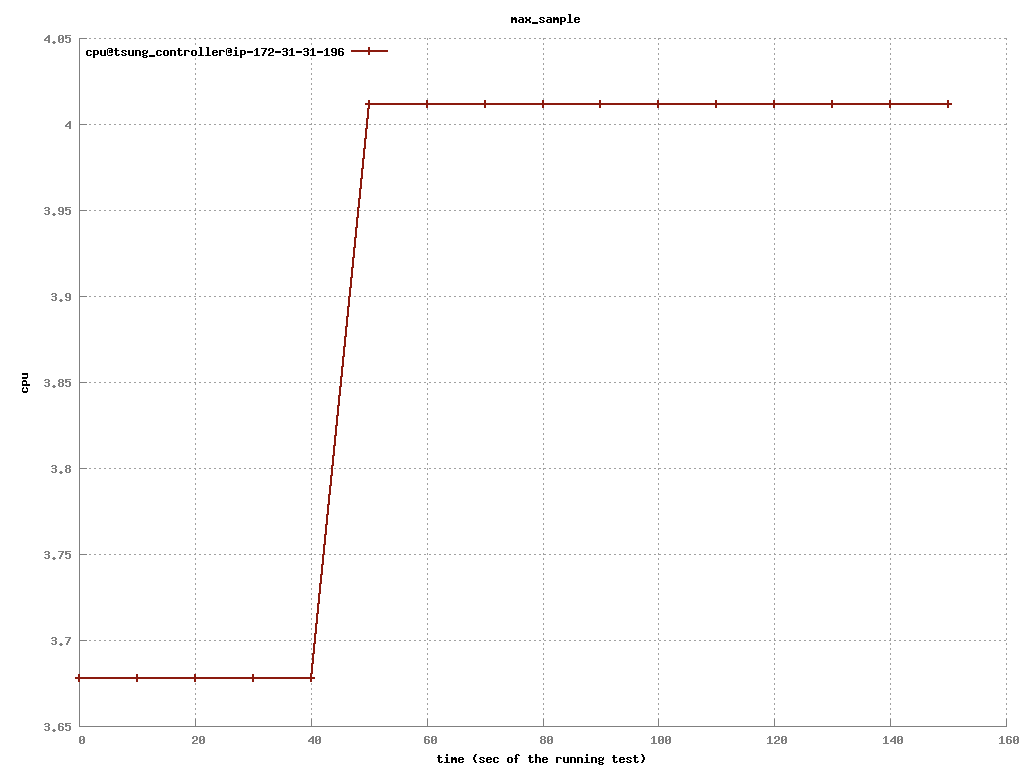 max_sample
4.05
cpu@tsung_controller@ip-172-31-31-196
4
3.95
3.9
cpu
3.85
3.8
3.75
3.7
3.65
0 20 40 60 80 100 120 140 160
time (sec of the running test)